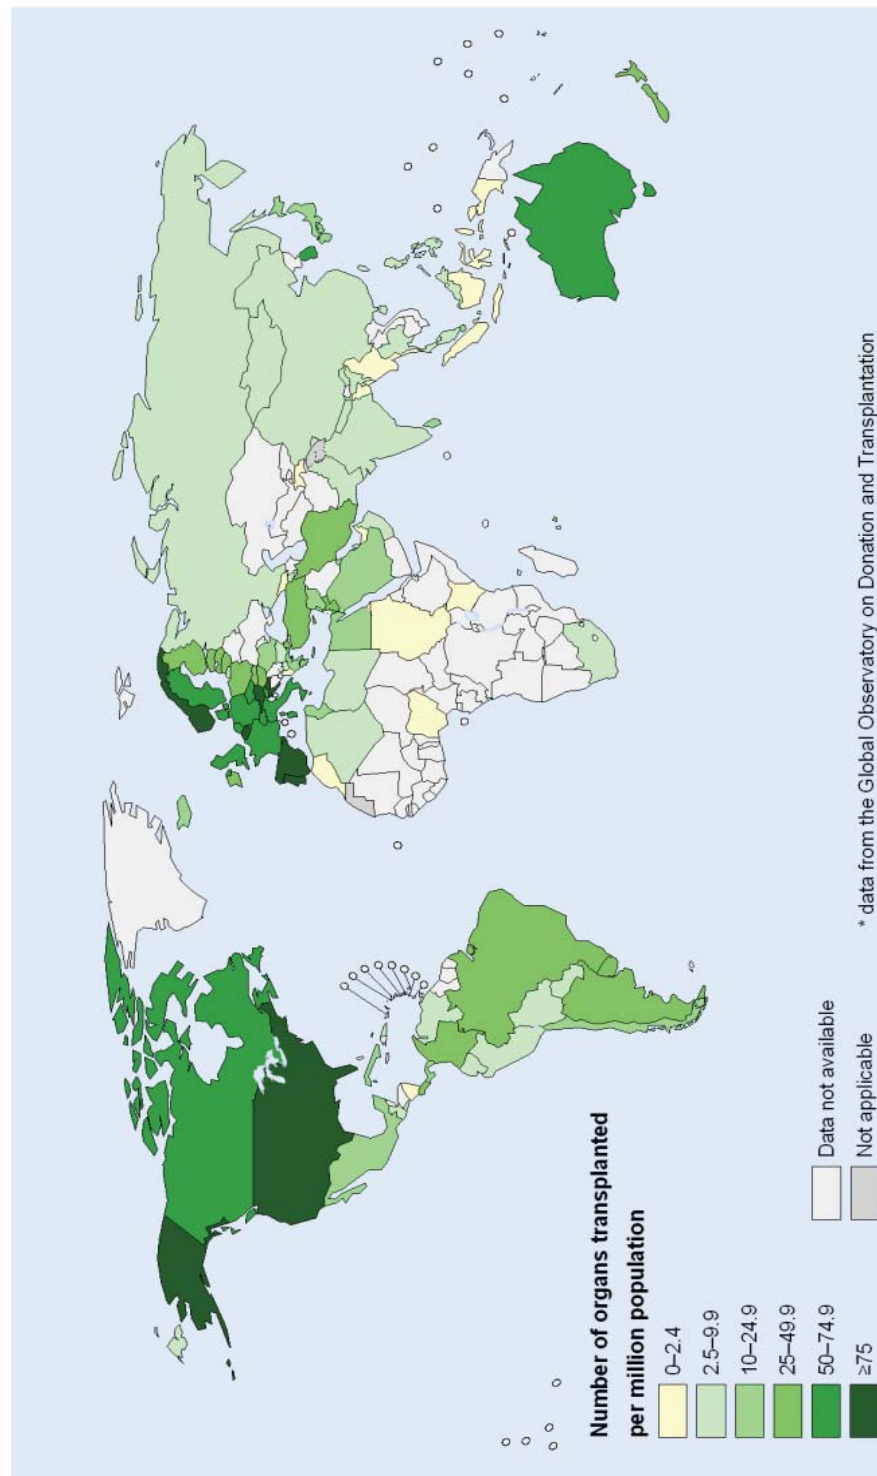 Number of organs transplanted
per million population
0–2.4
2.5–9.9
10–24.9
25–49.9
50–74.9
≥75
Data not available
Not applicable
* data from the Global Observatory on Donation and Transplantation